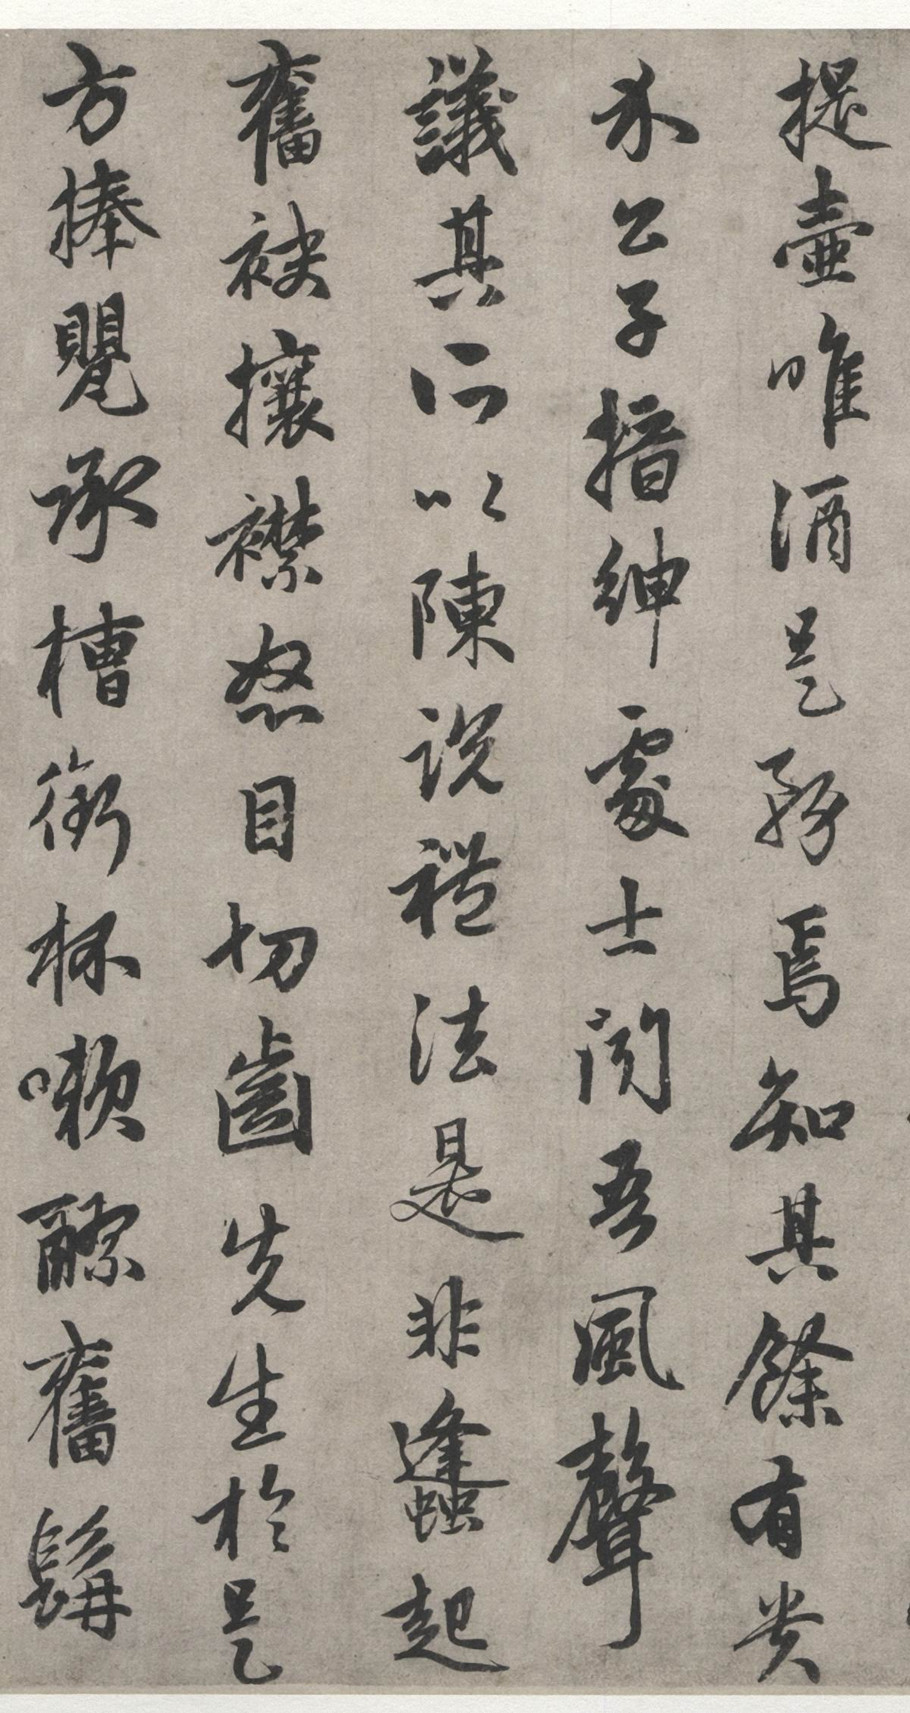 提壺唯酒是務焉知其餘有貴
介公子搢紳處士聞吾風聲
議其所以陳說禮法是非蠭起
奮袂攘襟怒目切齒先生於是
方捧甖承槽銜杯嗽醪奮髯